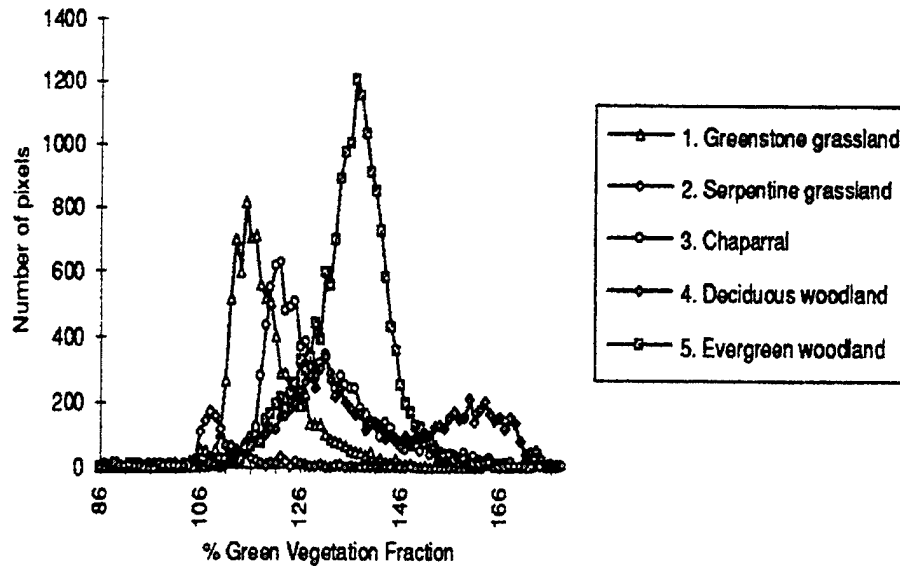 1400
1200
1000
800
600
400
200
0
Number of pixels
86
106
126
146
166
% Green Vegetation Fraction
1. Greenstone grassland
2. Serpentine grassland
3. Chaparral
4. Deciduous woodland
5. Evergreen woodland